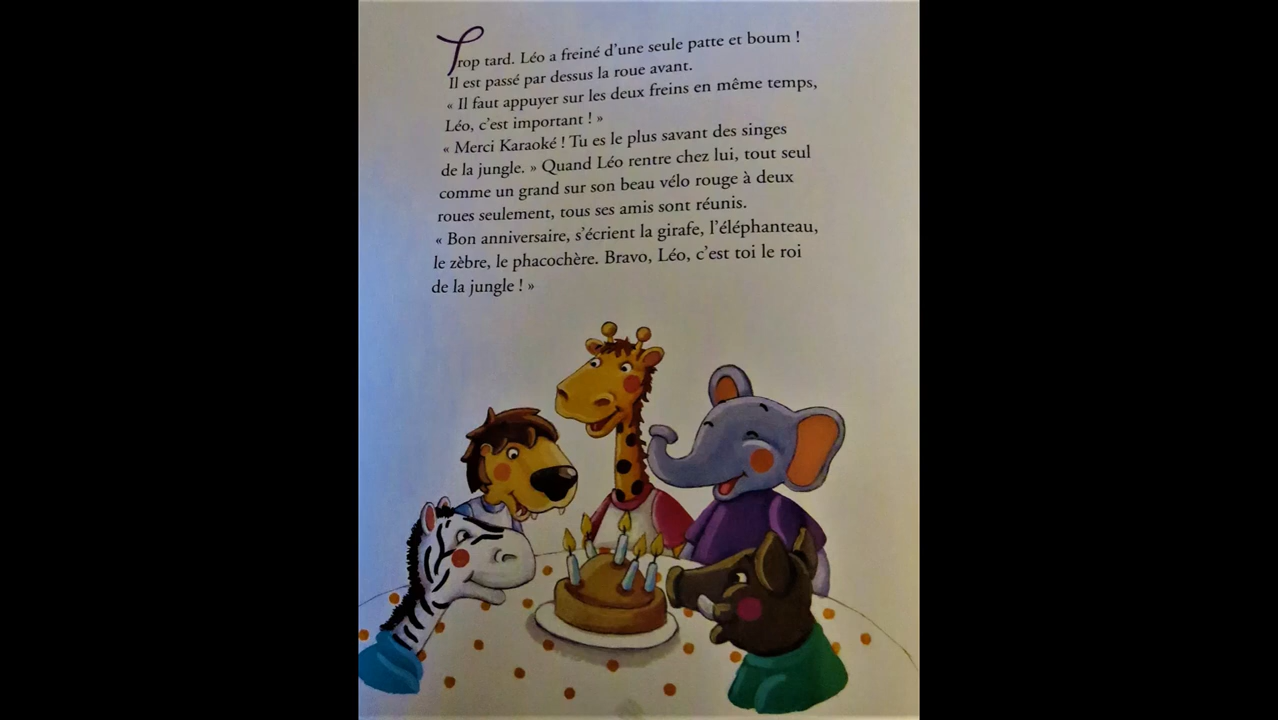 Trop tard. Léo a freiné d'une seule patte et boum !
Il est passé par dessus la roue avant.
« Il faut appuyer sur les deux freins en même temps,
Léo, c'est important ! »
« Merci Karaoké ! Tu es le plus savant des singes
de la jungle. » Quand Léo rentre chez lui, tout seul
comme un grand sur son beau vélo rouge à deux
roues seulement, tous ses amis sont réunis.
« Bon anniversaire, s'écrient la girafe, l'éléphanteau,
le zèbre, le phacochère. Bravo, Léo, c'est toi le roi
de la jungle ! »